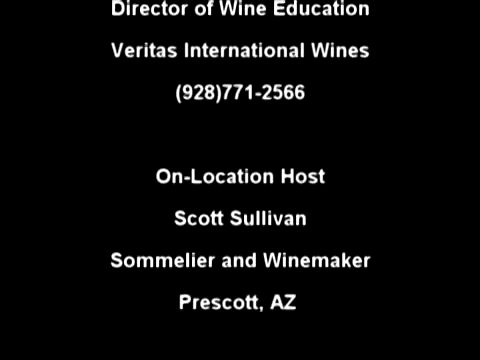 Director of Wine Education
Veritas International Wines
(928)771-2566
On-Location Host
Scott Sullivan
Sommelier and Winemaker
Prescott, AZ